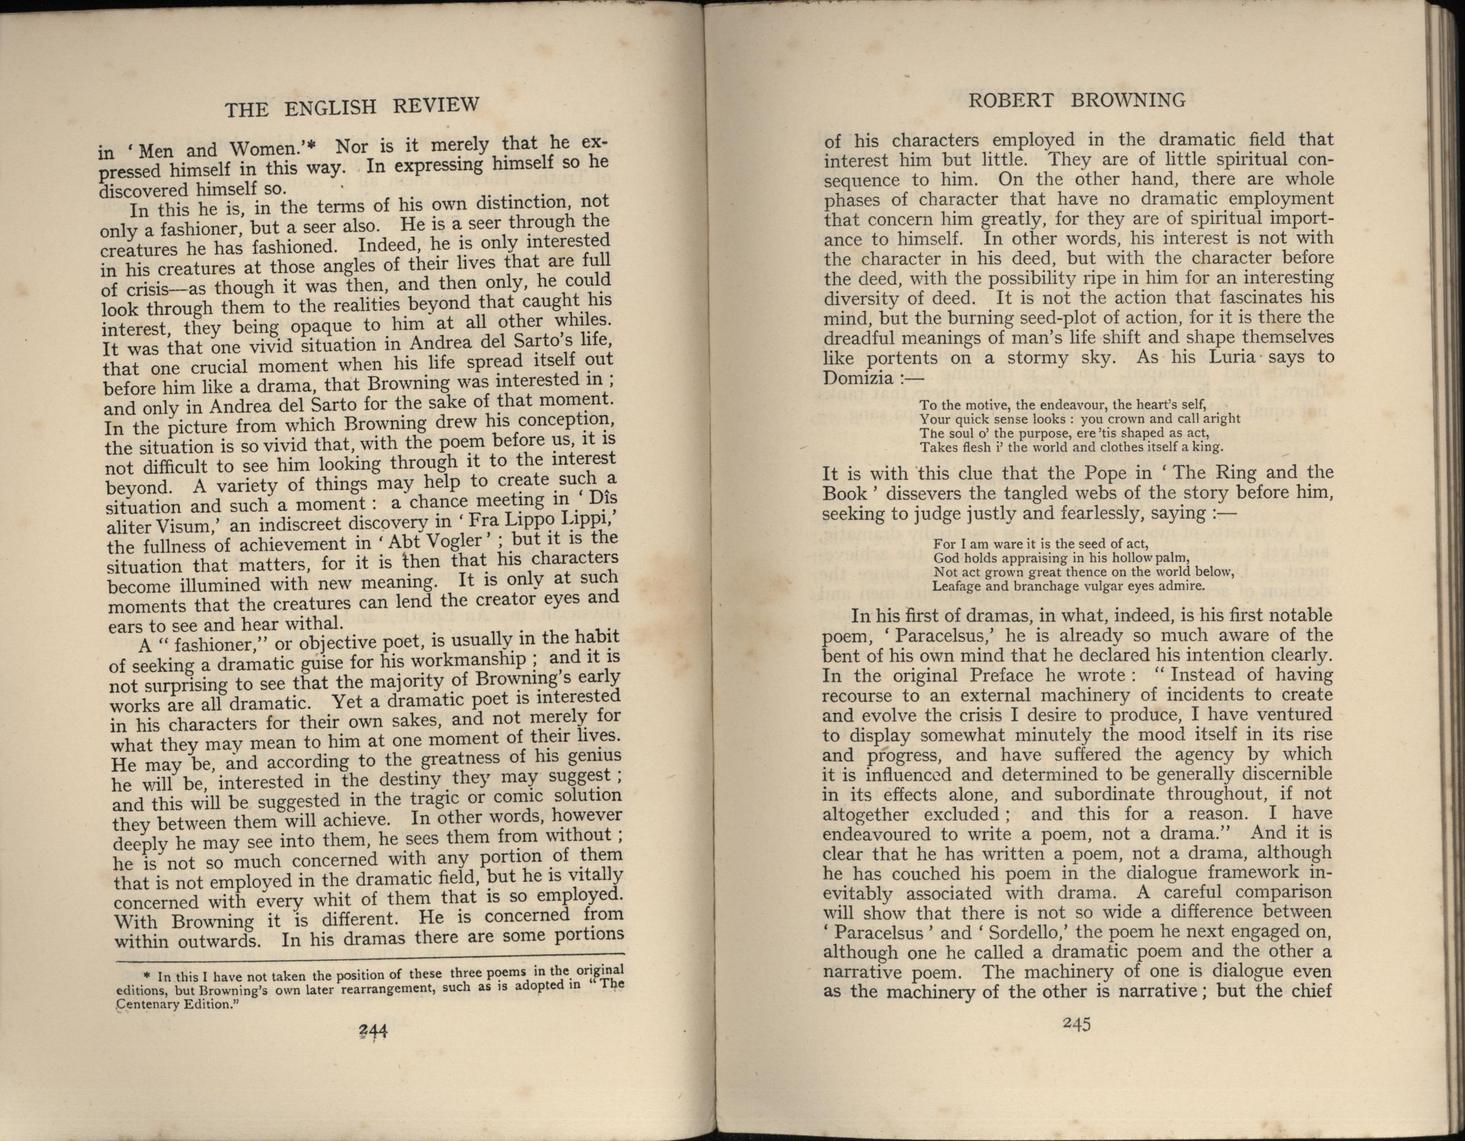 THE ENGLISH REVIEW
in ‘ Men and Women.’* Nor is it merely that he ex-
pressed himself in this way. In expressing himself so he
discovered himself so.
In this he is, in the terms of his own distinction, not
only a fashioner, but a seer also. He is a seer through the
creatures he has fashioned. Indeed, he is only interested
in his creatures at those angles of their lives that are full
of crisis—as though it was then, and then only, he could
look through them to the realities beyond that caught his
interest, they being opaque to him at all other whiles.
It was that one vivid situation in Andrea del Sarto’s life,
that one crucial moment when his life spread itself out
before him like a drama, that Browning was interested in ;
and only in Andrea del Sarto for the sake of that moment.
In the picture from which Browning drew his conception,
the situation is so vivid that, with the poem before us, it is
not difficult to see him looking through it to the interest
beyond. A variety of things may help to create such a
situation and such a moment : a chance meeting in ‘ Dîs
aliter Visum,’ an indiscreet discovery in ‘ Fra Lippo Lippi,’
the fullness of achievement in ‘ Abt Vogler ’ ; but it is the
situation that matters, for it is then that his characters
become illumined with new meaning. It is only at such
moments that the creatures can lend the creator eyes and
ears to see and hear withal.
A “ fashioner,” or objective poet, is usually in the habit
of seeking a dramatic guise for his workmanship ; and it is
not surprising to see that the majority of Browning’s early
works are all dramatic. Yet a dramatic poet is interested
in his characters for their own sakes, and not merely for
what they may mean to him at one moment of their lives.
He may be, and according to the greatness of his genius
he will be, interested in the destiny they may suggest ;
and this will be suggested in the tragic or comic solution
they between them will achieve. In other words, however
deeply he may see into them, he sees them from without ;
he is not so much concerned with any portion of them
that is not employed in the dramatic field, but he is vitally
concerned with every whit of them that is so employed.
With Browning it is different. He is concerned from
within outwards. In his dramas there are some portions
* In this I have not taken the position of these three poems in the original
editions, but Browning’s own later rearrangement, such as is adopted in “ The
Centenary Edition.”
244
ROBERT BROWNING
of his characters employed in the dramatic field that
interest him but little. They are of little spiritual con-
sequence to him. On the other hand, there are whole
phases of character that have no dramatic employment
that concern him greatly, for they are of spiritual import-
ance to himself. In other words, his interest is not with
the character in his deed, but with the character before
the deed, with the possibility ripe in him for an interesting
diversity of deed. It is not the action that fascinates his
mind, but the burning seed-plot of action, for it is there the
dreadful meanings of man’s life shift and shape themselves
like portents on a stormy sky. As his Luria says to
Domizia :—
To the motive, the endeavour, the heart’s self,
Your quick sense looks : you crown and call aright
The soul o’ the purpose, ere ’tis shaped as act,
Takes flesh i’ the world and clothes itself a king.
It is with this clue that the Pope in ‘ The Ring and the
Book ’ dissevers the tangled webs of the story before him,
seeking to judge justly and fearlessly, saying :—
For I am ware it is the seed of act,
God holds appraising in his hollow palm,
Not act grown great thence on the world below,
Leafage and branchage vulgar eyes admire.
In his first of dramas, in what, indeed, is his first notable
poem, ‘ Paracelsus,’ he is already so much aware of the
bent of his own mind that he declared his intention clearly.
In the original Preface he wrote : “ Instead of having
recourse to an external machinery of incidents to create
and evolve the crisis I desire to produce, I have ventured
to display somewhat minutely the mood itself in its rise
and progress, and have suffered the agency by which
it is influenced and determined to be generally discernible
in its effects alone, and subordinate throughout, if not
altogether excluded ; and this for a reason. I have
endeavoured to write a poem, not a drama.” And it is
clear that he has written a poem, not a drama, although
he has couched his poem in the dialogue framework in-
evitably associated with drama. A careful comparison
will show that there is not so wide a difference between
‘ Paracelsus ’ and ‘ Sordello,’ the poem he next engaged on,
although one he called a dramatic poem and the other a
narrative poem. The machinery of one is dialogue even
as the machinery of the other is narrative ; but the chief
245